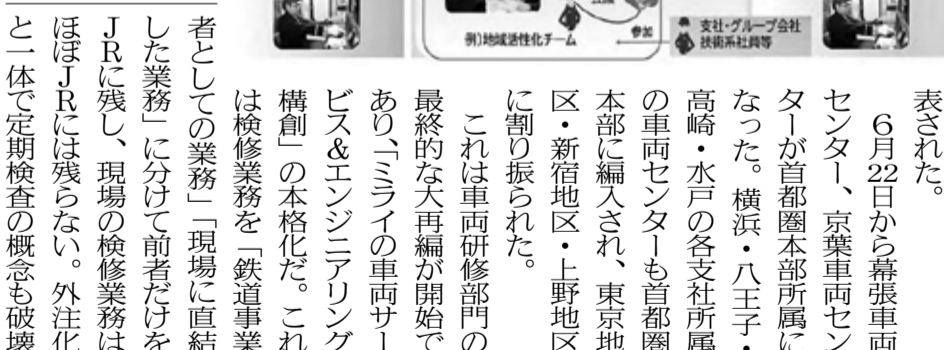 例)地域活性化チーム
参加
支社・グループ会社
技術系社員等
表された。
6月22日から幕張車両
センター、京葉車両セン
ターが首都圏本部所属に
なった。横浜・八王子・
高崎・水戸の各支社所属
の車両センターも首都圏
本部に編入され、東京地
区・新宿地区・上野地区
に割り振られた。
これは車両研修部門の
最終的な大再編が開始で
あり、「ミライの車両サー
ビス&エンジニアリング
構創」の本格化だ。これ
は検修業務を「鉄道事業
者としての業務」「現場に直結
した業務」に分けて前者だけを
JRに残し、現場の検修業務は
ほぼJRには残らない。外注化
と一体で定期検査の概念も破壊